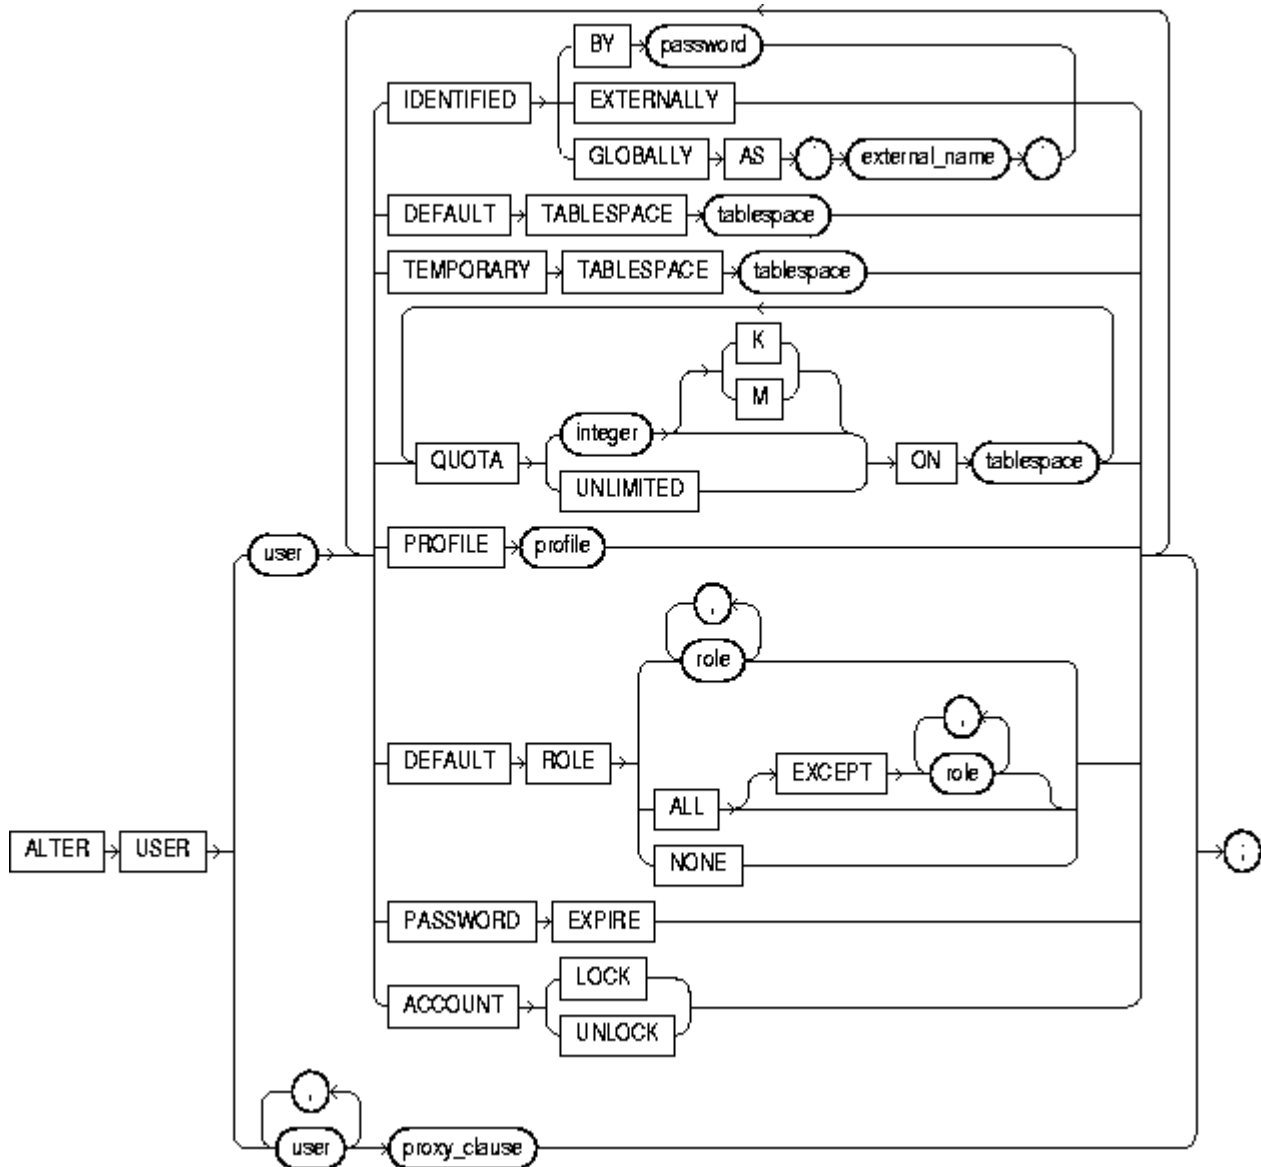 BY password
IDENTIFIED EXTERNALLY
GLOBALLY AS ' external_name '
DEFAULT TABLESPACE tablespace
TEMPORARY TABLESPACE tablespace
K
M
integer
QUOTA ON tablespace
UNLIMITED
PROFILE profile
user
,
role
,
EXCEPT role
DEFAULT ROLE
ALL
NONE
ALTER USER ;
PASSWORD EXPIRE
LOCK
ACCOUNT
UNLOCK
,
user proxy_clause